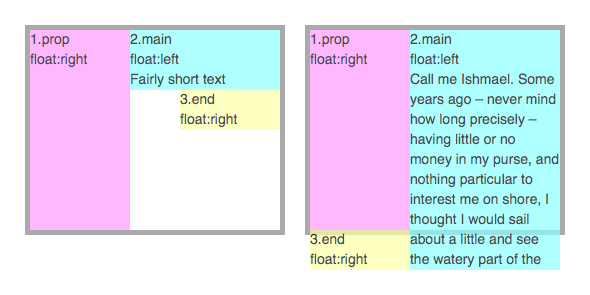 1.prop
float:right
2.main
float:left
Fairly short text
3.end
float:right
1.prop
float:right
2.main
float:left
Call me Ishmael. Some
years ago – never mind
how long precisely –
having little or no
money in my purse, and
nothing particular to
interest me on shore, I
thought I would sail
about a little and see
the watery part of the
3.end
float:right